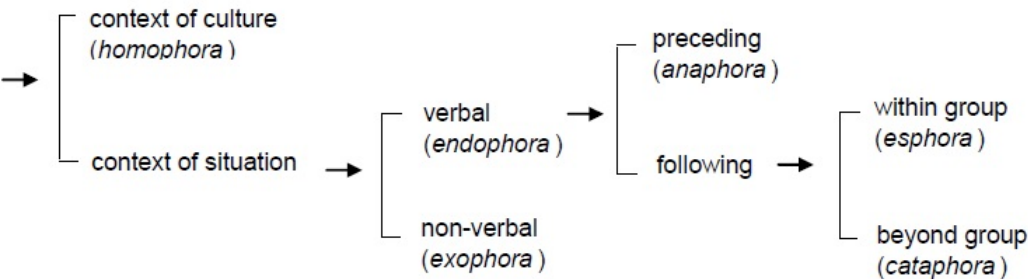 context of culture
(homophora)
context of situation
verbal
(endophora)
non-verbal
(exophora)
preceding
(anaphora)
following
within group
(esphora)
beyond group
(cataphora)